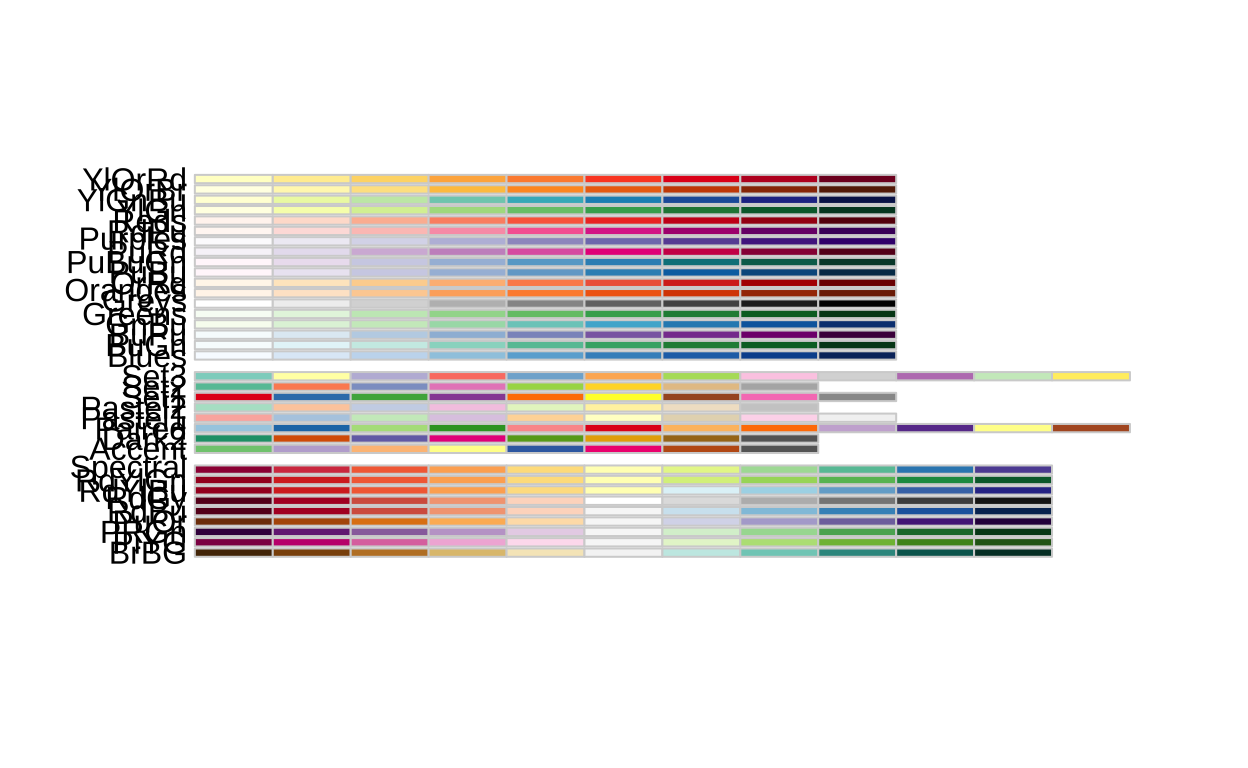 YlOrRd
YlOrBr
YlGnBu
YlGn
Reds
RdPu
Purples
PuRd
PuBuGn
PuBu
OrRd
Oranges
Greys
Greens
GnBu
BuPu
BuGn
Blues
Set3
Set2
Set1
Pastel2
Pastel1
Paired
Dark2
Accent
Spectral
RdYlGn
RdYlBu
RdGy
RdBu
PuOr
PRGn
PiYG
BrBG